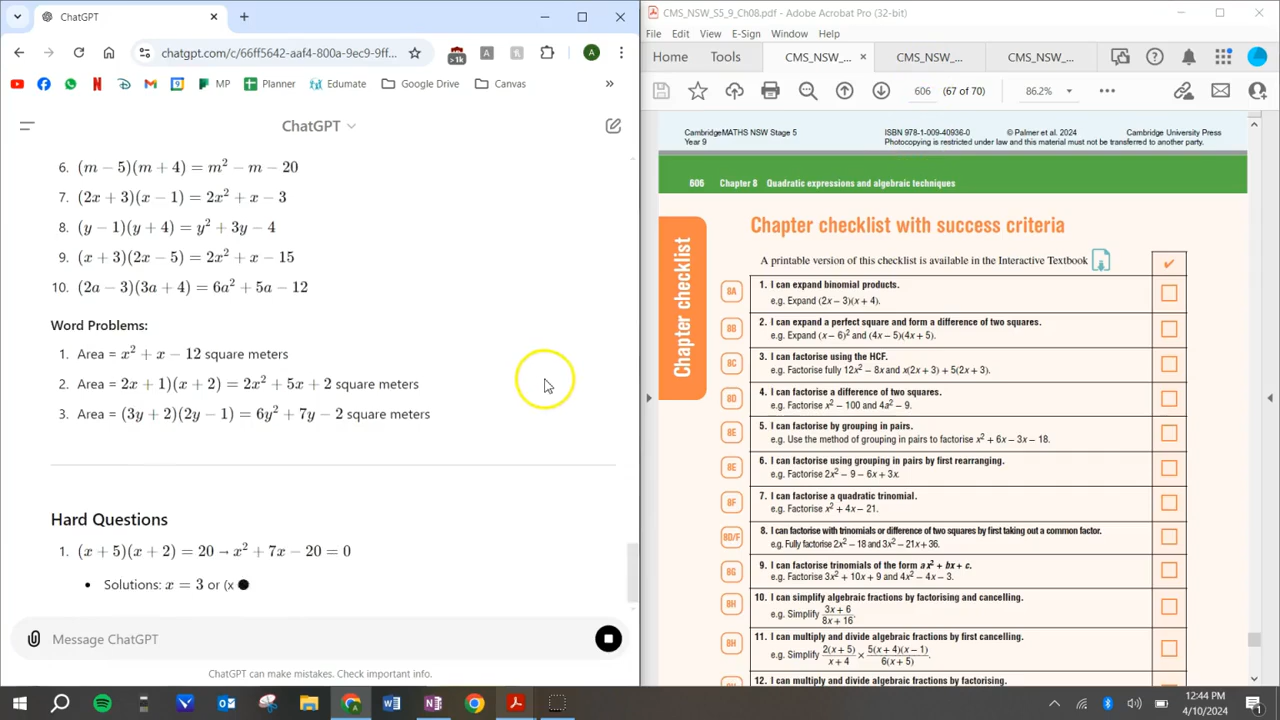 ChatGPT
chatgpt.com/c/66ff5642-aaf4-800a-9ec9-9ff...
>1k
A
A
MP
Planner
Edumate
Google Drive
Canvas
»
ChatGPT
6. (m − 5)(m + 4) = m² − m − 20
7. (2x + 3)(x − 1) = 2x² + x − 3
8. (y − 1)(y + 4) = y² + 3y − 4
9. (x + 3)(2x − 5) = 2x² + x − 15
10. (2a − 3)(3a + 4) = 6a² + 5a − 12
Word Problems:
1. Area = x² + x − 12 square meters
2. Area = 2x + 1)(x + 2) = 2x² + 5x + 2 square meters
3. Area = (3y + 2)(2y − 1) = 6y² + 7y − 2 square meters
Hard Questions
1. (x + 5)(x + 2) = 20 → x² + 7x − 20 = 0
• Solutions: x = 3 or (x
Message ChatGPT
ChatGPT can make mistakes. Check important info.
CMS_NSW_S5_9_Ch08.pdf - Adobe Acrobat Pro (32-bit)
File Edit View E-Sign Window Help
Home Tools CMS_NSW_... × CMS_NSW_... CMS_NSW_...
606 (67 of 70) 86.2%
CambridgeMATHS NSW Stage 5 ISBN 978-1-009-40936-0 © Palmer et al. 2024 Cambridge University Press
Year 9 Photocopying is restricted under law and this material must not be transferred to another party.
606 Chapter 8 Quadratic expressions and algebraic techniques
Chapter checklist
Chapter checklist with success criteria
A printable version of this checklist is available in the Interactive Textbook ✔
8A 1. I can expand binomial products.
e.g. Expand (2x − 3)(x + 4).
8B 2. I can expand a perfect square and form a difference of two squares.
e.g. Expand (x − 6)² and (4x − 5)(4x + 5).
8C 3. I can factorise using the HCF.
e.g. Factorise fully 12x² − 8x and x(2x + 3) + 5(2x + 3).
8D 4. I can factorise a difference of two squares.
e.g. Factorise x² − 100 and 4a² − 9.
8E 5. I can factorise by grouping in pairs.
e.g. Use the method of grouping in pairs to factorise x² + 6x − 3x − 18.
8E 6. I can factorise using grouping in pairs by first rearranging.
e.g. Factorise 2x² − 9 − 6x + 3x.
8F 7. I can factorise a quadratic trinomial.
e.g. Factorise x² + 4x − 21.
8D/F 8. I can factorise with trinomials or difference of two squares by first taking out a common factor.
e.g. Fully factorise 2x² − 18 and 3x² − 21x + 36.
8G 9. I can factorise trinomials of the form ax² + bx + c.
e.g. Factorise 3x² + 10x + 9 and 4x² − 4x − 3.
8H 10. I can simplify algebraic fractions by factorising and cancelling.
e.g. Simplify (3x + 6)/(8x + 16).
8H 11. I can multiply and divide algebraic fractions by first cancelling.
e.g. Simplify 2(x + 5)/(x + 4) × 5(x + 4)(x − 1)/6(x + 5).
12. I can multiply and divide algebraic fractions by factorising.
12:44 PM
4/10/2024